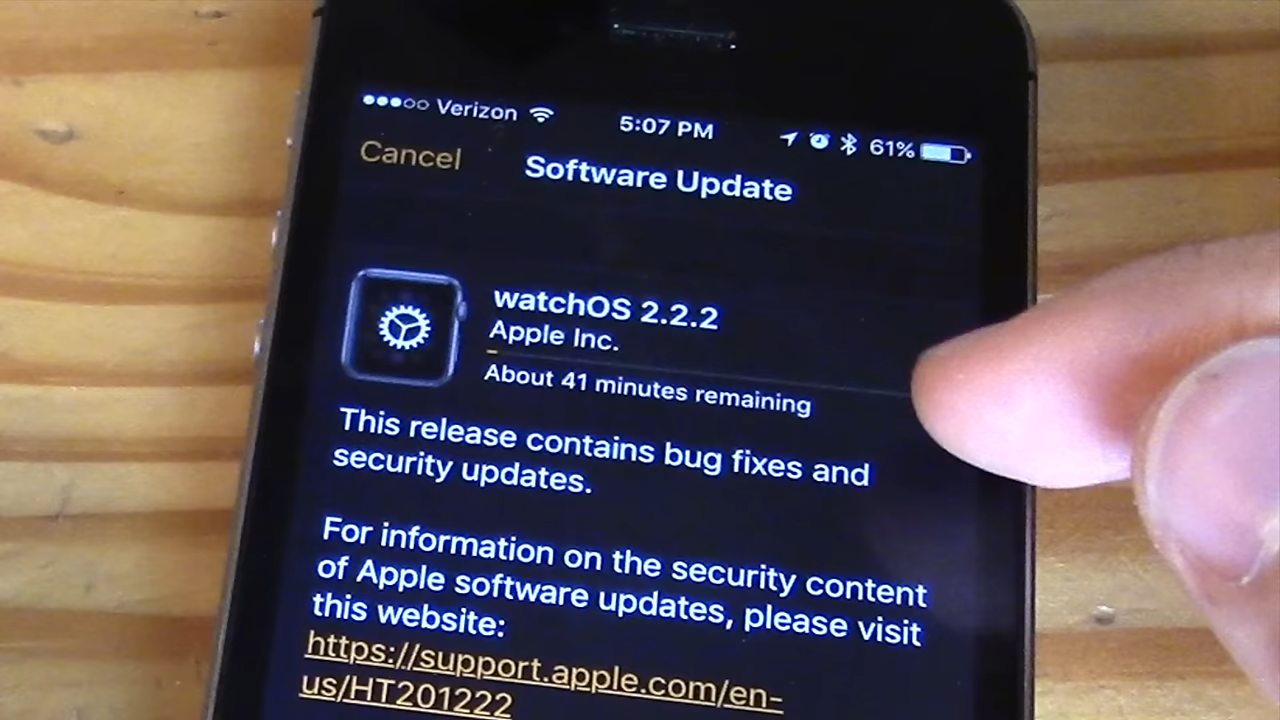 Verizon 5:07 PM 61%
Cancel Software Update
watchOS 2.2.2
Apple Inc.
About 41 minutes remaining
This release contains bug fixes and
security updates.
For information on the security content
of Apple software updates, please visit
this website:
https://support.apple.com/en-
us/HT201222